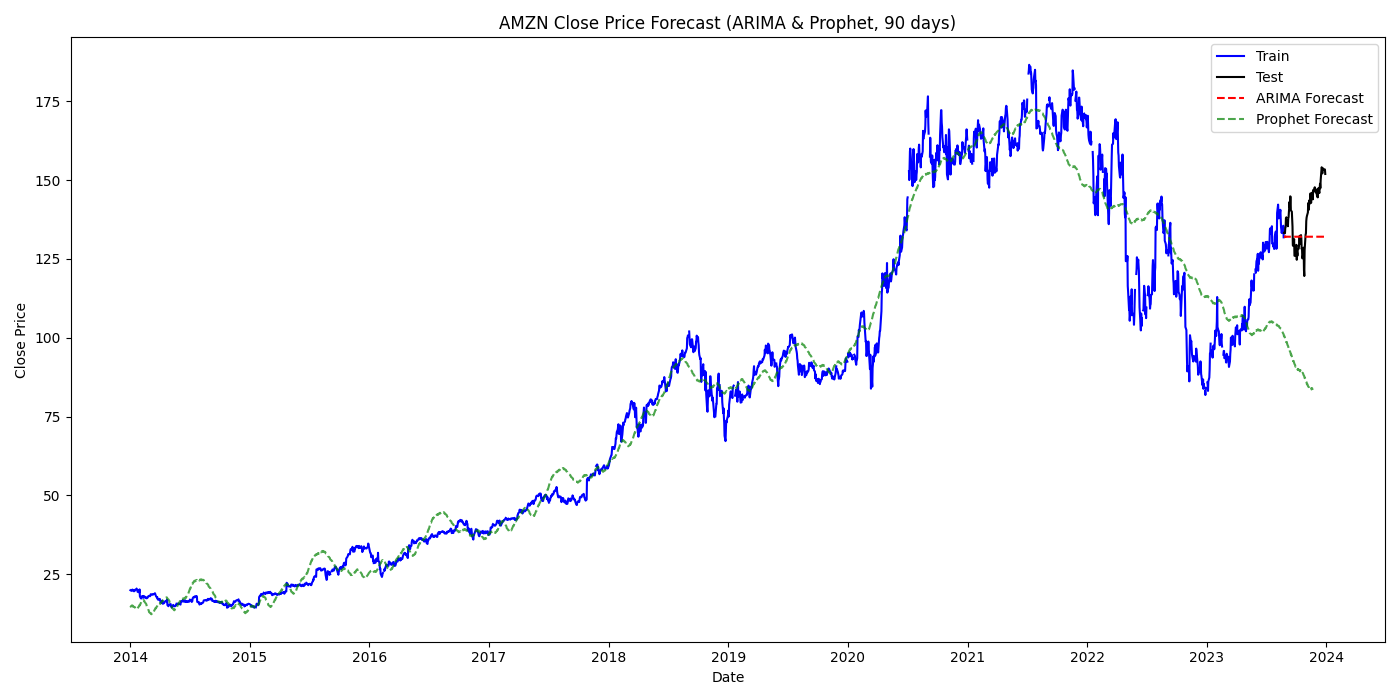 AMZN Close Price Forecast (ARIMA & Prophet, 90 days)
Train
Test
ARIMA Forecast
Prophet Forecast
Close Price
175
150
125
100
75
50
25
2014 2015 2016 2017 2018 2019 2020 2021 2022 2023 2024
Date